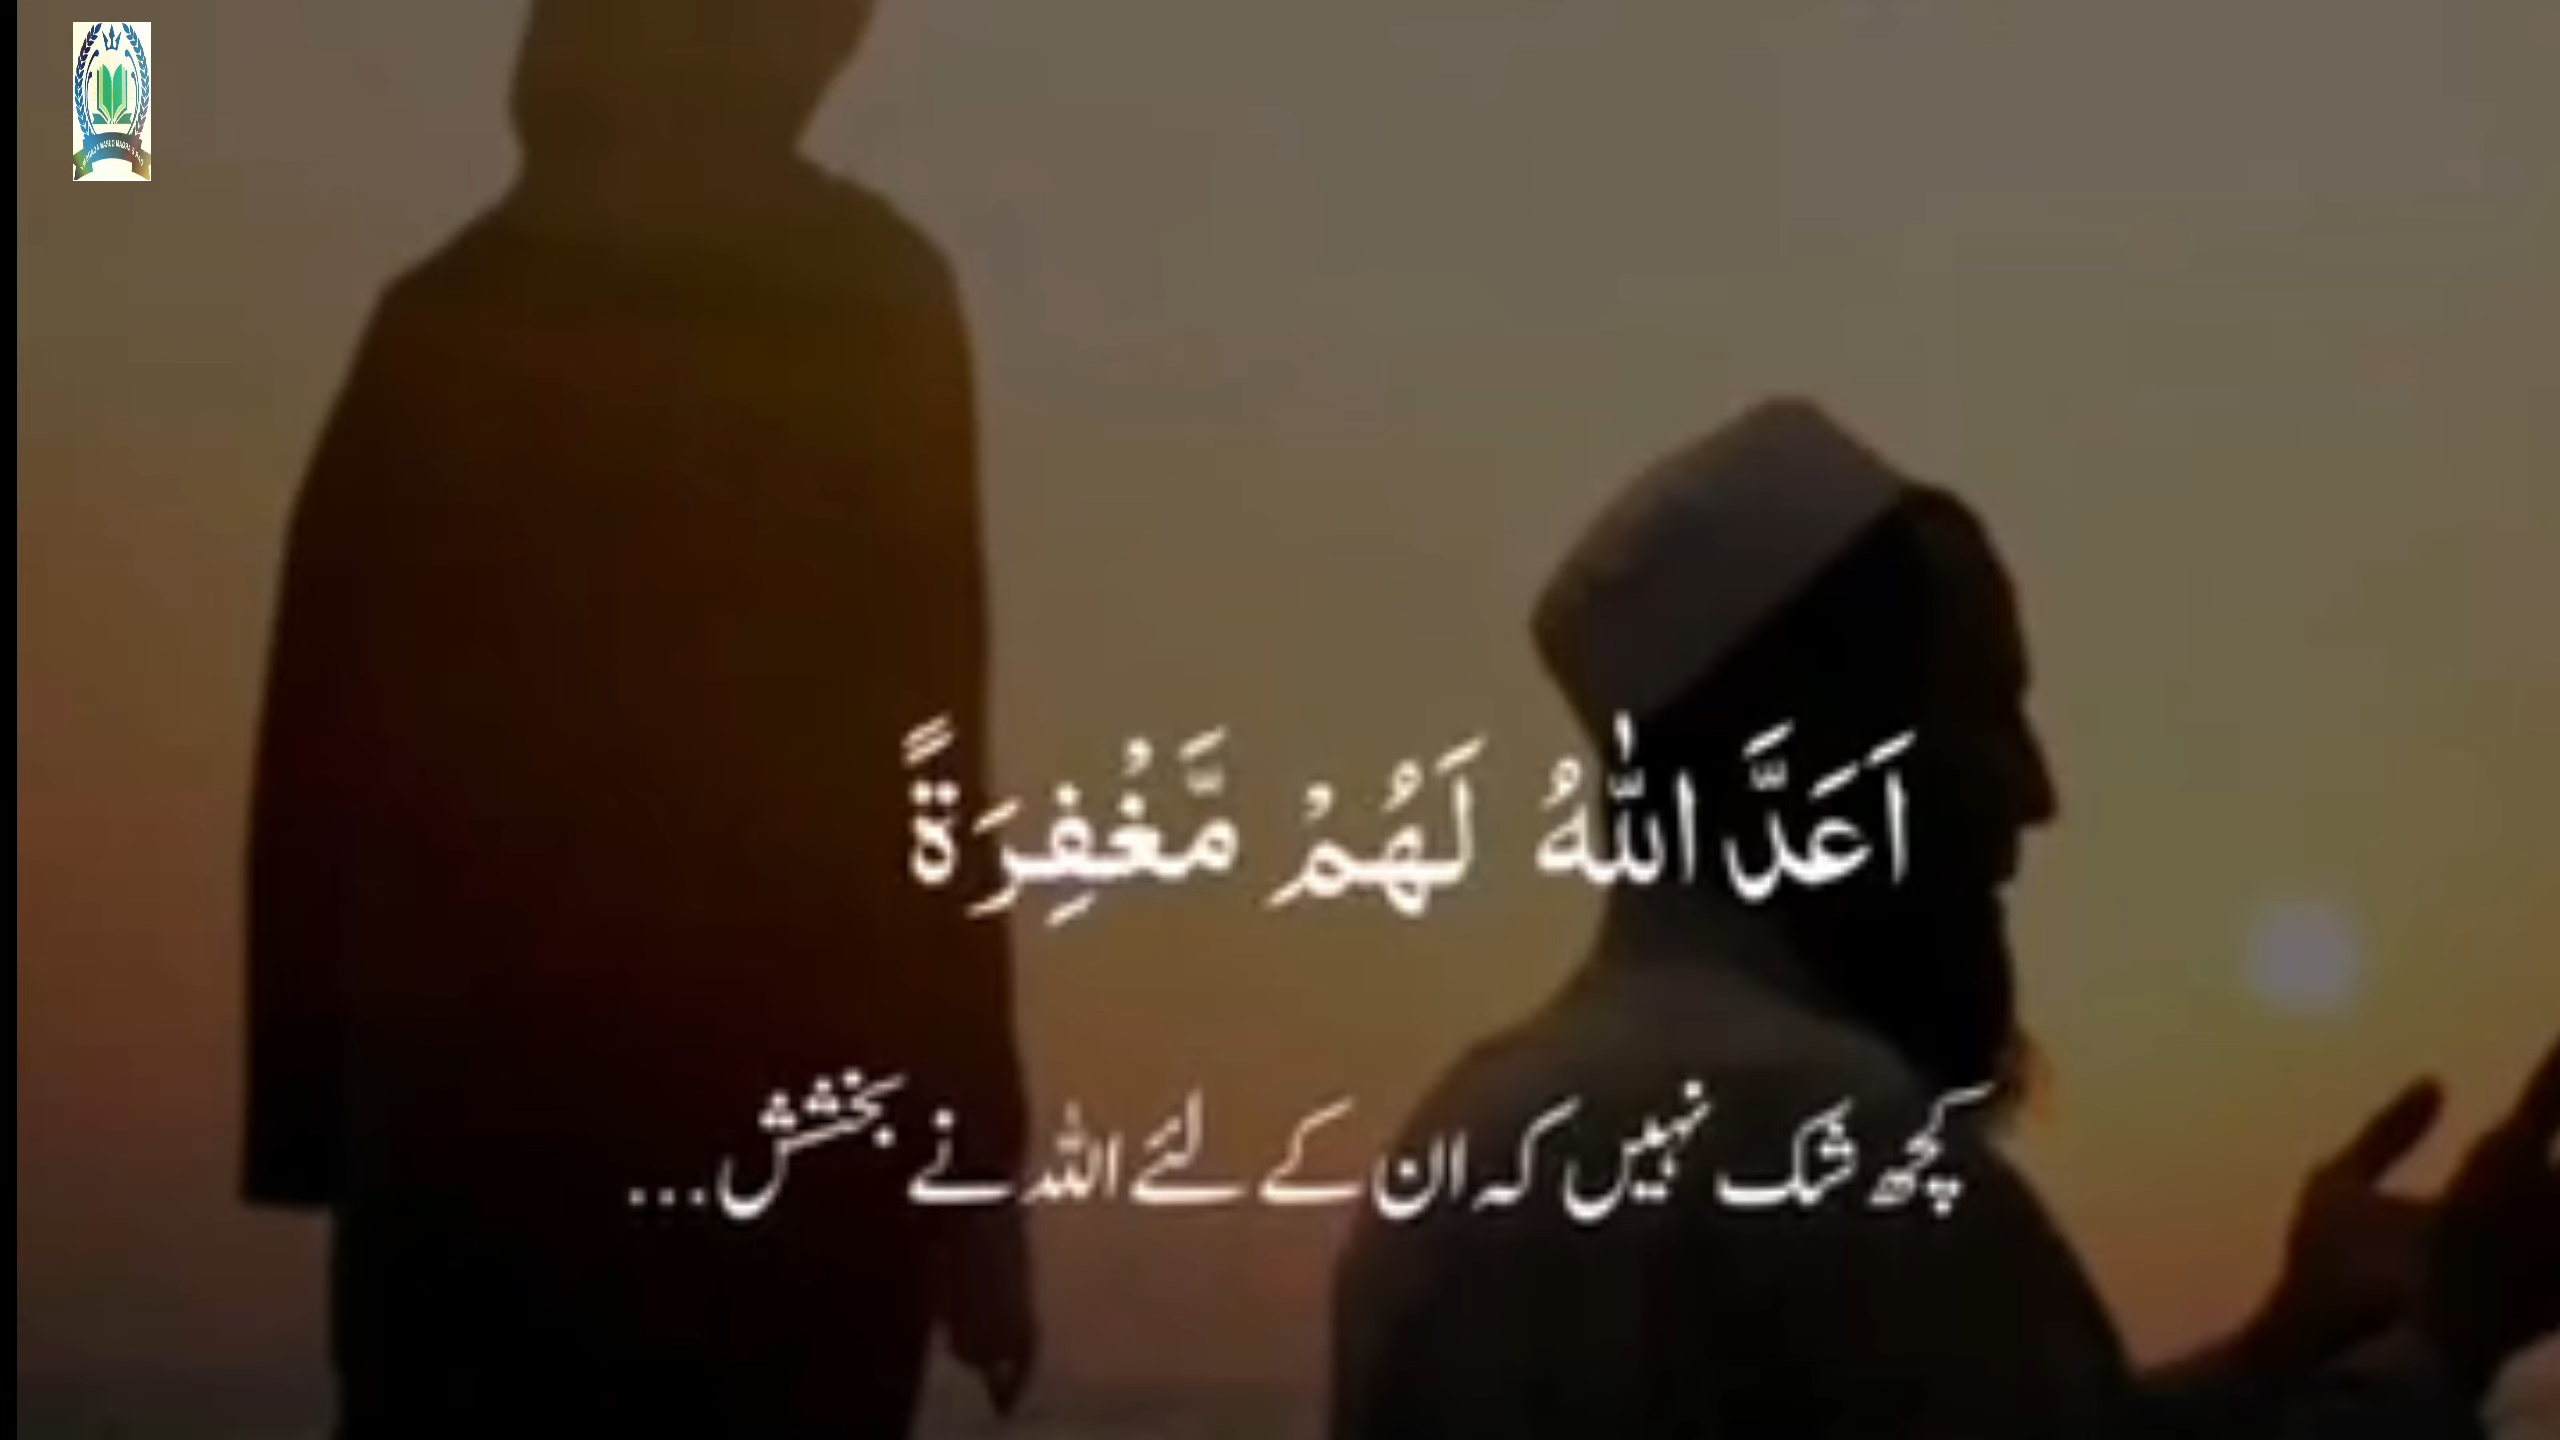 اَعَدَّ اللّٰهُ لَهُمْ مَّغْفِرَةً
کچھ شک نہیں کہ ان کے لئے اللہ نے بخشش...